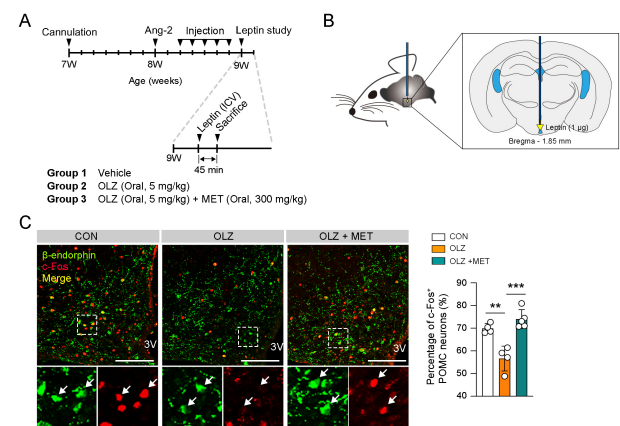 A
Cannulation
Ang-2
Injection
Leptin study
7W
8W
9W
Age (weeks)
Leptin (ICV)
Sacrifice
9W
45 min
Group 1 Vehicle
Group 2 OLZ (Oral, 5 mg/kg)
Group 3 OLZ (Oral, 5 mg/kg) + MET (Oral, 300 mg/kg)
B
Leptin (1 µg)
Bregma - 1.85 mm
C
CON
OLZ
OLZ + MET
β-endorphin
c-Fos
Merge
3V
3V
3V
CON
OLZ
OLZ +MET
Percentage of c-Fos⁺
POMC neurons (%)
90
80
70
60
50
40
**
***